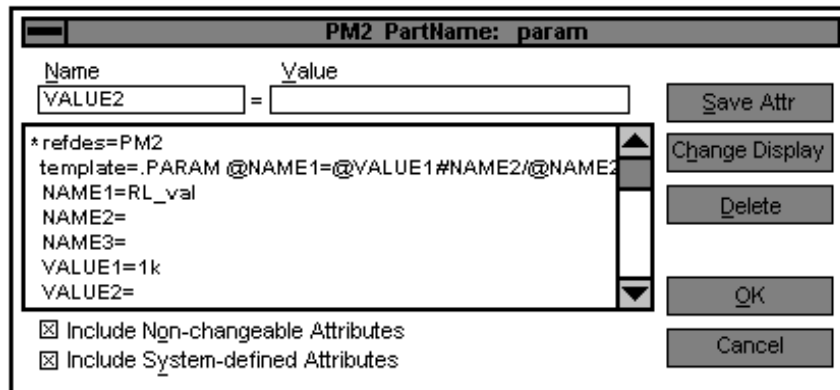 PM2 PartName: param
Name Value
VALUE2 =
Save Attr
* refdes=PM2
template=.PARAM @NAME1=@VALUE1#NAME2/@NAME2
Change Display
NAME1=RL_val
NAME2=
Delete
NAME3=
VALUE1=1k
VALUE2=
OK
Include Non-changeable Attributes
Include System-defined Attributes
Cancel